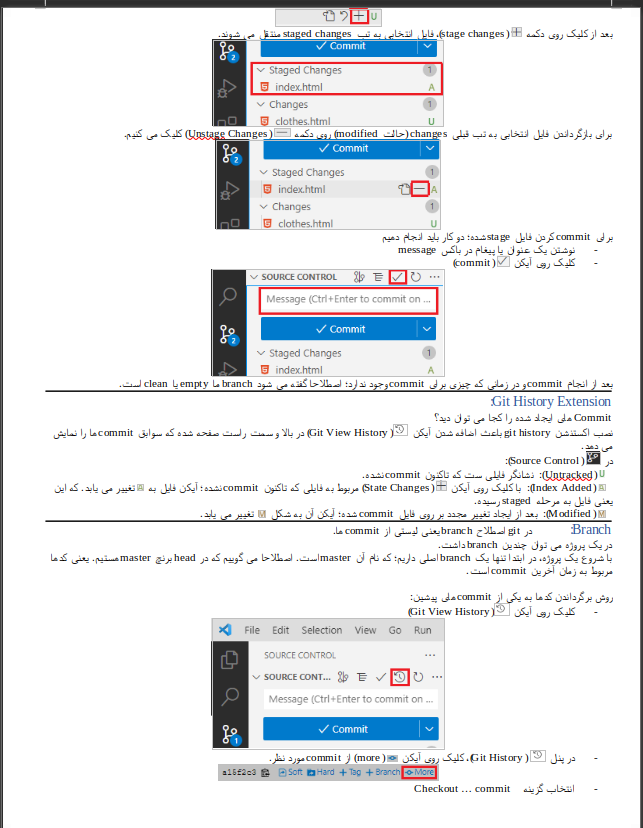 U
بعد از کلیک روی دکمه (stage changes)، فایل انتخابی به تب staged changes منتقل می شوند.
Commit
2
Staged Changes 1
index.html A
Changes
clothes.html U
برای بازگرداندن فایل انتخابی به تب قبلی changes (حالت modified) روی دکمه (Unstage Changes) کلیک می کنیم.
Commit
2
Staged Changes 1
index.html A
Changes 1
clothes.html U
برای commit کردن فایل stage شده؛ دو کار باید انجام دهیم
- نوشتن یک عنوان یا پیغام در باکس message
- کلیک روی آیکن (commit)
SOURCE CONTROL ...
Message (Ctrl+Enter to commit on ...
Commit
2
Staged Changes 1
index.html A
بعد از انجام commit و در زمانی که چیزی برای commit وجود ندارد؛ اصطلاحا گفته می شود branch ما empty یا clean است.
Git History Extension:
Commit های ایجاد شده را کجا می توان دید؟
نصب اکستنشن git history باعث اضافه شدن آیکن (Git View History) در بالا و سمت راست صفحه شده که سوابق commit ها را نمایش
می دهد.
در (Source Control):
U (Untracked): نشانگر فایلی ست که تاکنون commit نشده.
A (Index Added): با کلیک روی آیکن (State Changes) مربوط به فایلی که تاکنون commit نشده؛ آیکن فایل به A تغییر می یابد. که این
یعنی فایل به مرحله staged رسیده.
M (Modified): بعد از ایجاد تغییر مجدد بر روی فایل commit شده؛ آیکن آن به شکل M تغییر می یابد.
Branch: در git اصطلاح branch یعنی لیستی از commit ها.
در یک پروژه می توان چندین branch داشت.
با شروع یک پروژه، در ابتدا تنها یک branch اصلی داریم؛ که نام آن master است. اصطلاحا می گوییم که در head برنچ master هستیم. یعنی کدها
مربوط به زمان آخرین commit است.
روش برگرداندن کدها به یکی از commit های پیشین:
- کلیک روی آیکن (Git View History)
File Edit Selection View Go Run
SOURCE CONTROL ...
SOURCE CONT... ...
Message (Ctrl+Enter to commit on ...
Commit
1
- در پنل (Git History)، کلیک روی آیکن (more) از commit مورد نظر.
a15f2c3 Soft Hard + Tag + Branch More
- انتخاب گزینه Checkout … commit